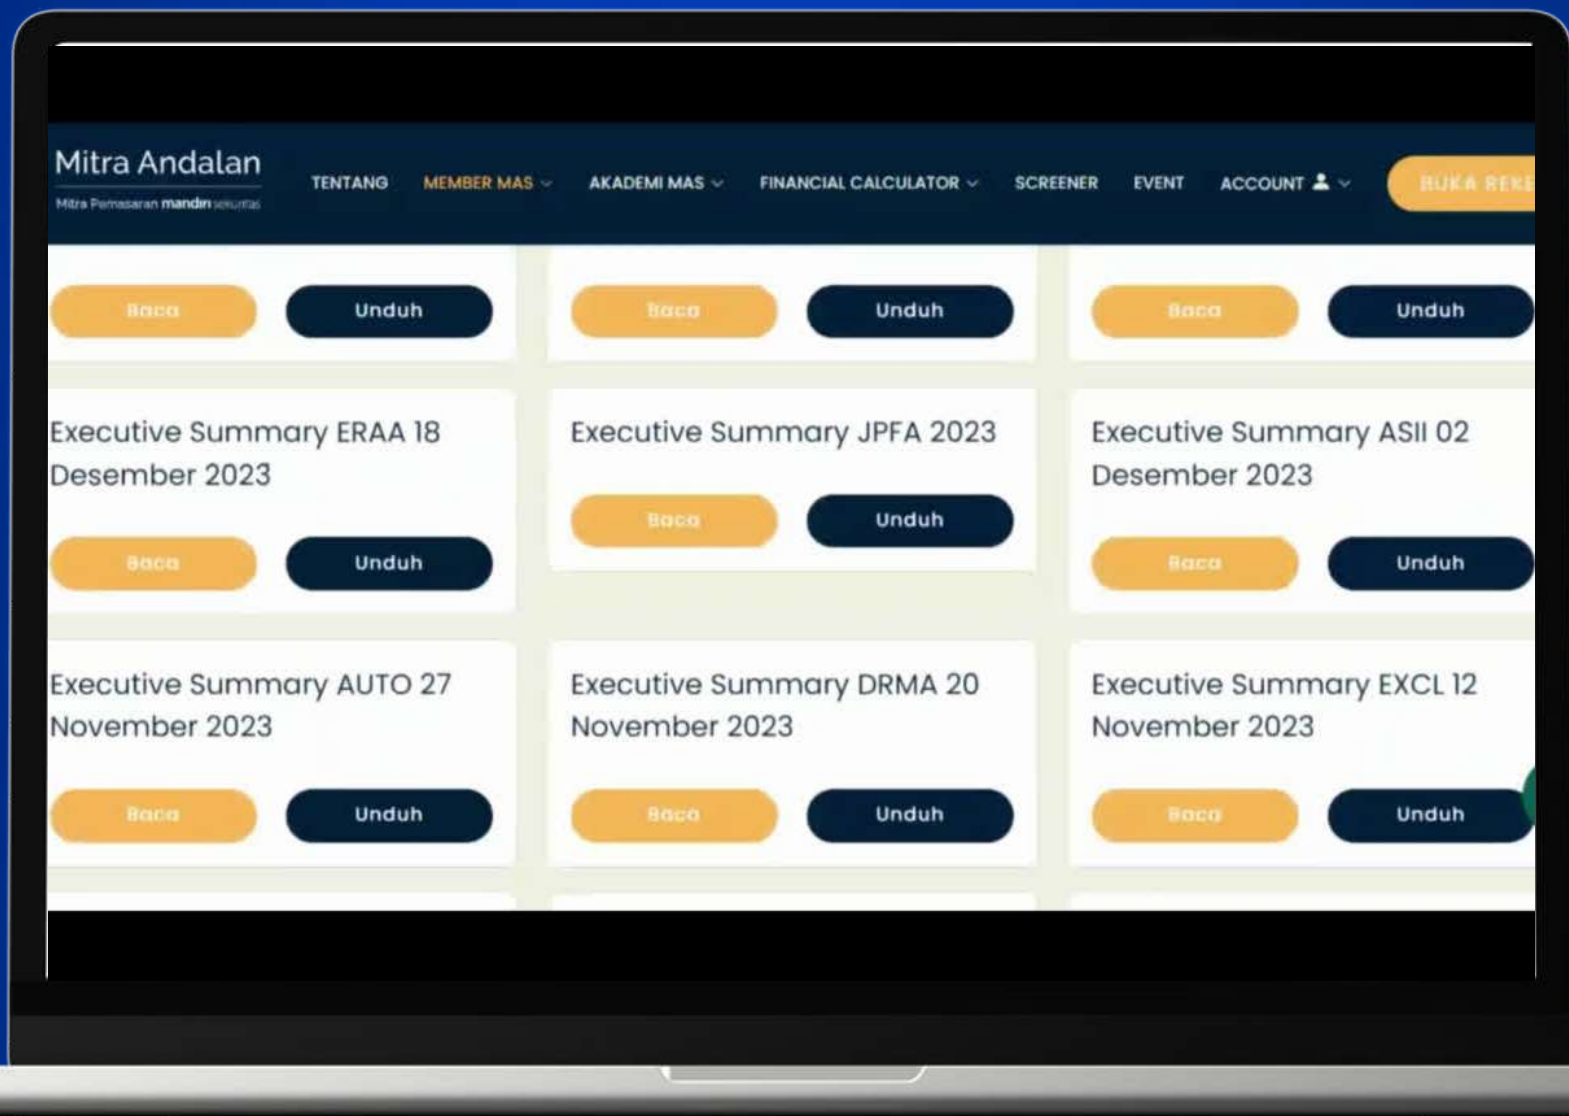 Mitra Andalan
Mitra Pemasaran mandiri sekuritas
TENTANG MEMBER MAS AKADEMI MAS FINANCIAL CALCULATOR SCREENER EVENT ACCOUNT BUKA REKE
Baca Unduh Baca Unduh Baca Unduh
Executive Summary ERAA 18
Desember 2023
Baca Unduh
Executive Summary JPFA 2023
Baca Unduh
Executive Summary ASII 02
Desember 2023
Baca Unduh
Executive Summary AUTO 27
November 2023
Baca Unduh
Executive Summary DRMA 20
November 2023
Baca Unduh
Executive Summary EXCL 12
November 2023
Baca Unduh